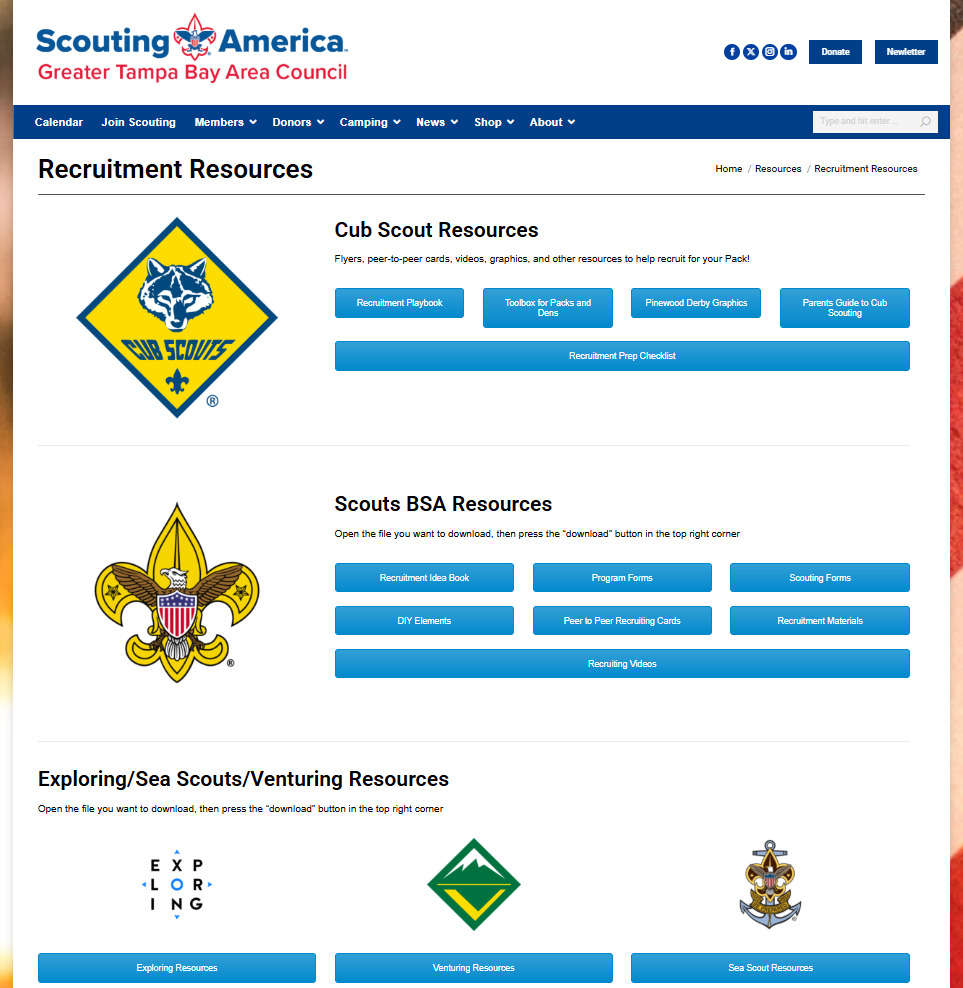 Scouting America
Greater Tampa Bay Area Council
Donate
Newletter
Calendar Join Scouting Members Donors Camping News Shop About
Type and hit enter ...
Recruitment Resources
Home / Resources / Recruitment Resources
CUB SCOUTS
®
Cub Scout Resources
Flyers, peer-to-peer cards, videos, graphics, and other resources to help recruit for your Pack!
Recruitment Playbook
Toolbox for Packs and
Dens
Pinewood Derby Graphics
Parents Guide to Cub
Scouting
Recruitment Prep Checklist
®
Scouts BSA Resources
Open the file you want to download, then press the “download” button in the top right corner
Recruitment Idea Book
Program Forms
Scouting Forms
DIY Elements
Peer to Peer Recruiting Cards
Recruitment Materials
Recruiting Videos
Exploring/Sea Scouts/Venturing Resources
Open the file you want to download, then press the “download” button in the top right corner
EXP
LOR
ING
Exploring Resources
Venturing Resources
Sea Scout Resources